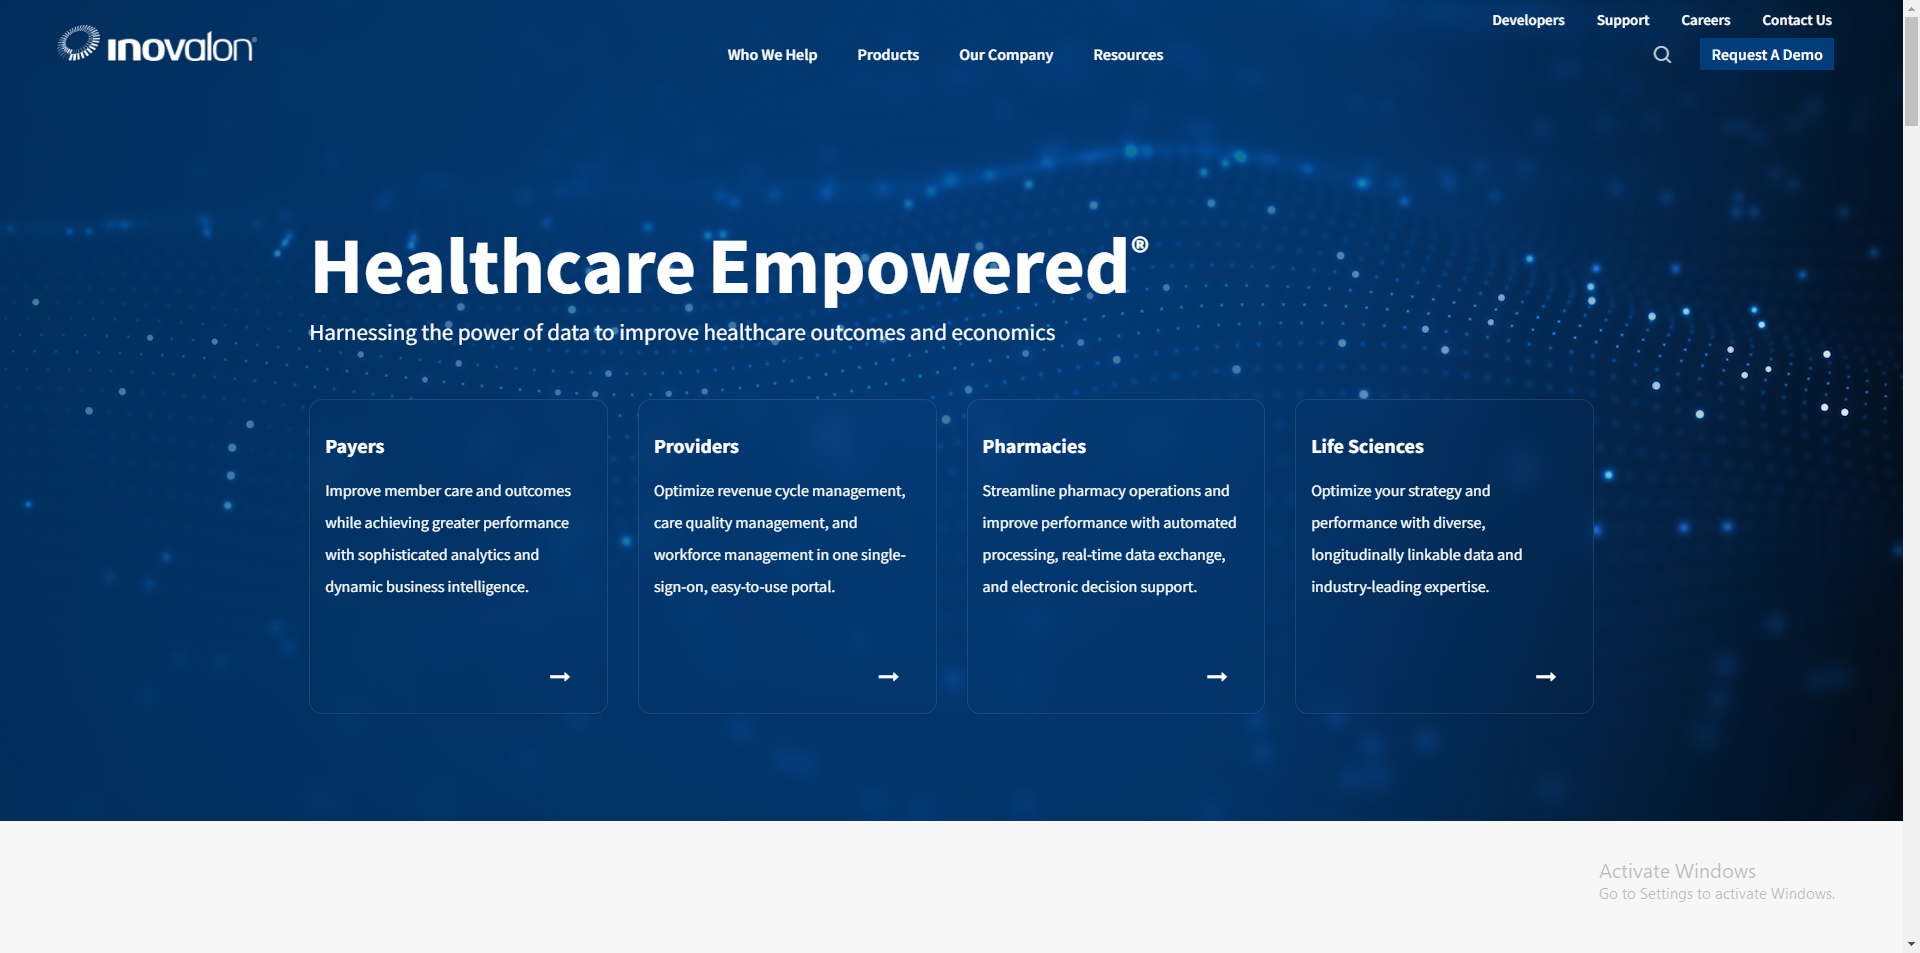 Developers Support Careers Contact Us
inovalon®
Who We Help Products Our Company Resources
Request A Demo
Healthcare Empowered®
Harnessing the power of data to improve healthcare outcomes and economics
Payers
Improve member care and outcomes
while achieving greater performance
with sophisticated analytics and
dynamic business intelligence.
Providers
Optimize revenue cycle management,
care quality management, and
workforce management in one single-
sign-on, easy-to-use portal.
Pharmacies
Streamline pharmacy operations and
improve performance with automated
processing, real-time data exchange,
and electronic decision support.
Life Sciences
Optimize your strategy and
performance with diverse,
longitudinally linkable data and
industry-leading expertise.
Activate Windows
Go to Settings to activate Windows.